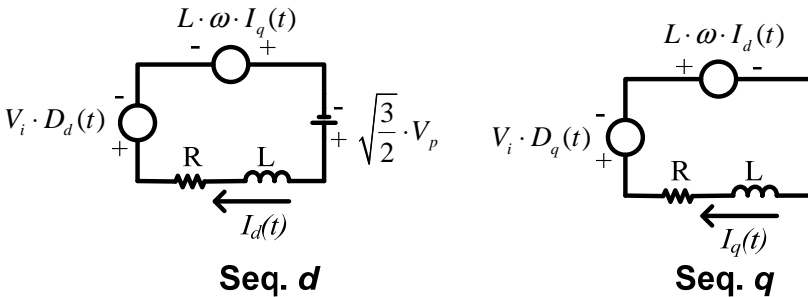 L · ω · I_q(t)
- +
-
V_i · D_d(t)
+
-
+
√(3/2) · V_p
R L
I_d(t)
Seq. d
L · ω · I_d(t)
+ -
-
V_i · D_q(t)
+
R L
I_q(t)
Seq. q